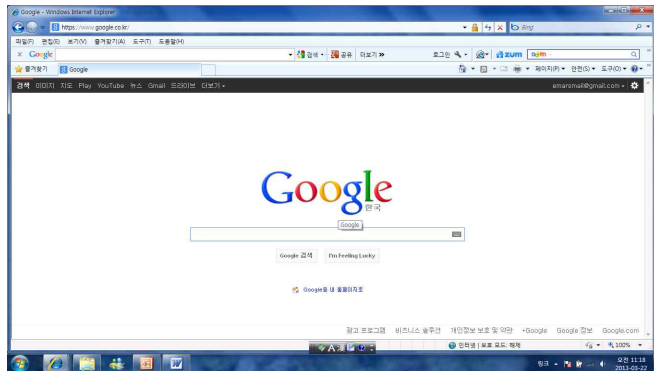 Google - Windows Internet Explorer
https://www.google.co.kr/
Bing
파일(F) 편집(E) 보기(V) 즐겨찾기(A) 도구(T) 도움말(H)
× Google 검색 공유 더보기 » 로그인 zum
즐겨찾기 Google 페이지(P) 안전(S) 도구(O)
검색 이미지 지도 Play YouTube 뉴스 Gmail 드라이브 더보기 emarsmail@gmail.com
Google
한국
Google
Google 검색 I'm Feeling Lucky
Google을 내 홈페이지로
광고 프로그램 비즈니스 솔루션 개인정보 보호 및 약관 +Google Google 정보 Google.com
인터넷 | 보호 모드: 해제 100%
링크 오전 11:18
2013-03-22